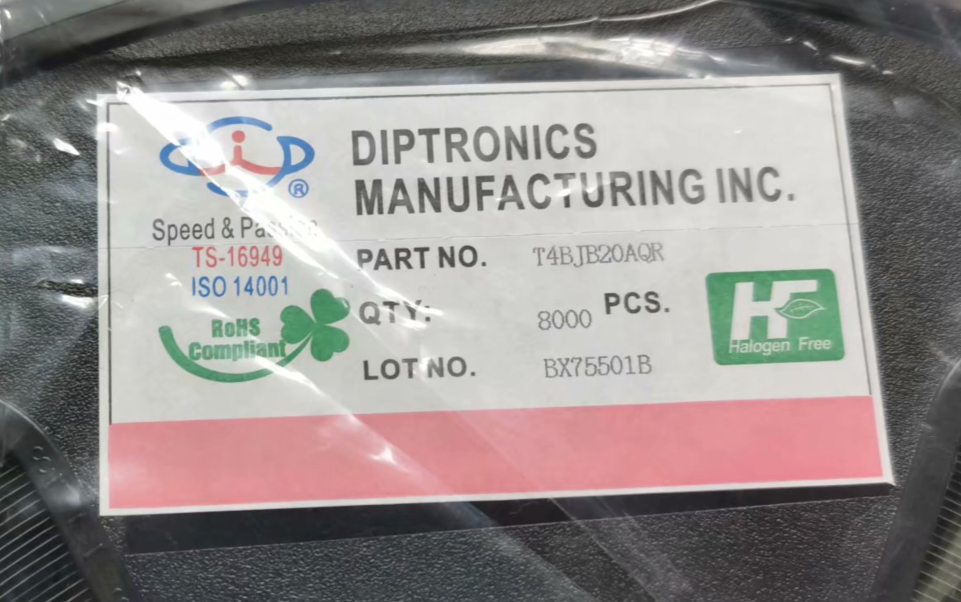 DIPTRONICS
MANUFACTURING INC.
®
Speed & Passion
TS-16949
ISO 14001
RoHS
Compliant
PART NO. T4BJB20AQR
QTY: 8000 PCS.
LOT NO. BX75501B
HF
Halogen Free